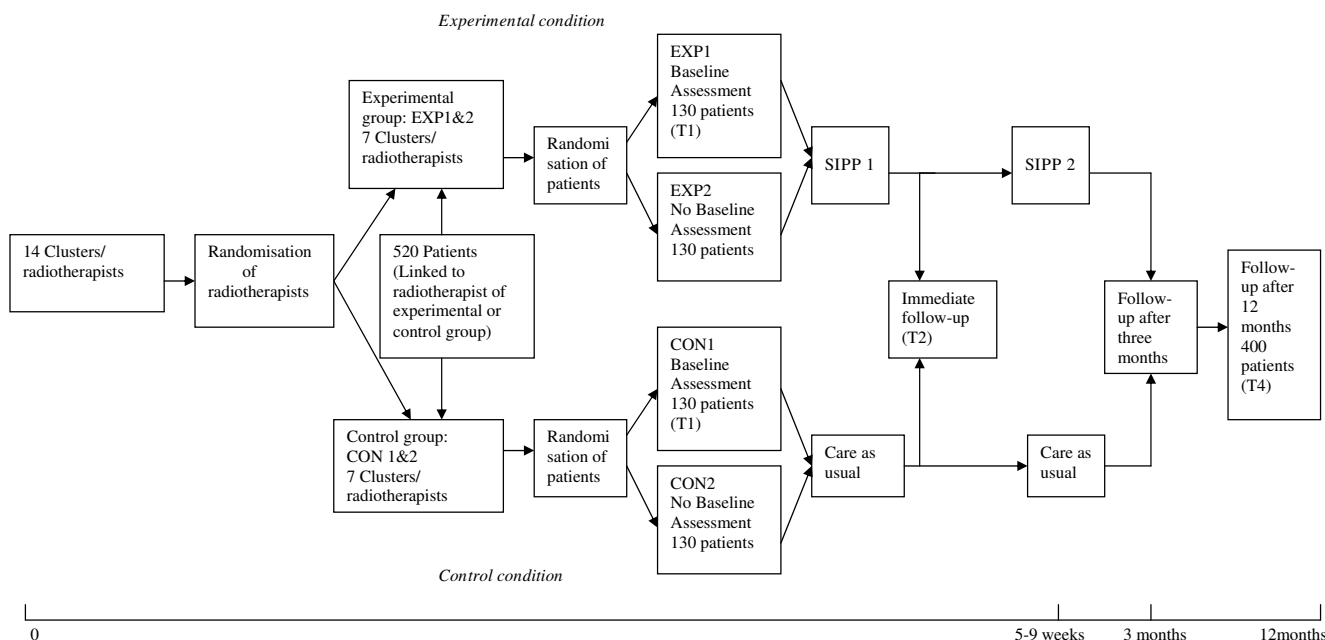 Experimental condition
14 Clusters/
radiotherapists
Randomisation
of
radiotherapists
Experimental
group: EXP1&2
7 Clusters/
radiotherapists
520 Patients
(Linked to
radiotherapist of
experimental or
control group)
Control group:
CON 1&2
7 Clusters/
radiotherapists
Randomi
sation of
patients
Randomi
sation of
patients
EXP1
Baseline
Assessment
130 patients
(T1)
EXP2
No Baseline
Assessment
130 patients
CON1
Baseline
Assessment
130 patients
(T1)
CON2
No Baseline
Assessment
130 patients
SIPP 1
Care as
usual
Immediate
follow-up
(T2)
SIPP 2
Care as
usual
Follow-
up after
three
months
Follow-
up after
12
months
400
patients
(T4)
Control condition
0
5-9 weeks
3 months
12months